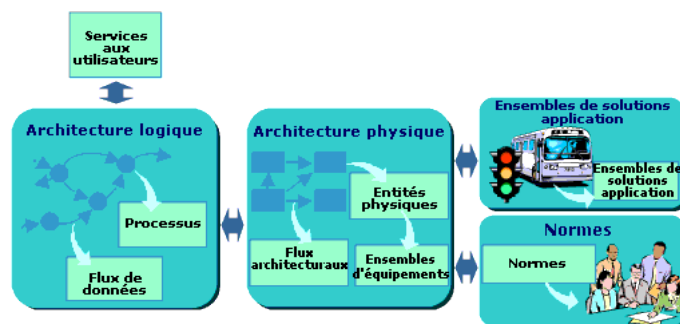 Services
aux
utilisateurs
Architecture logique
Processus
Flux de
données
Architecture physique
Entités
physiques
Flux
architecturaux
Ensembles
d'équipements
Ensembles de solutions
application
Ensembles de
solutions
application
Normes
Normes